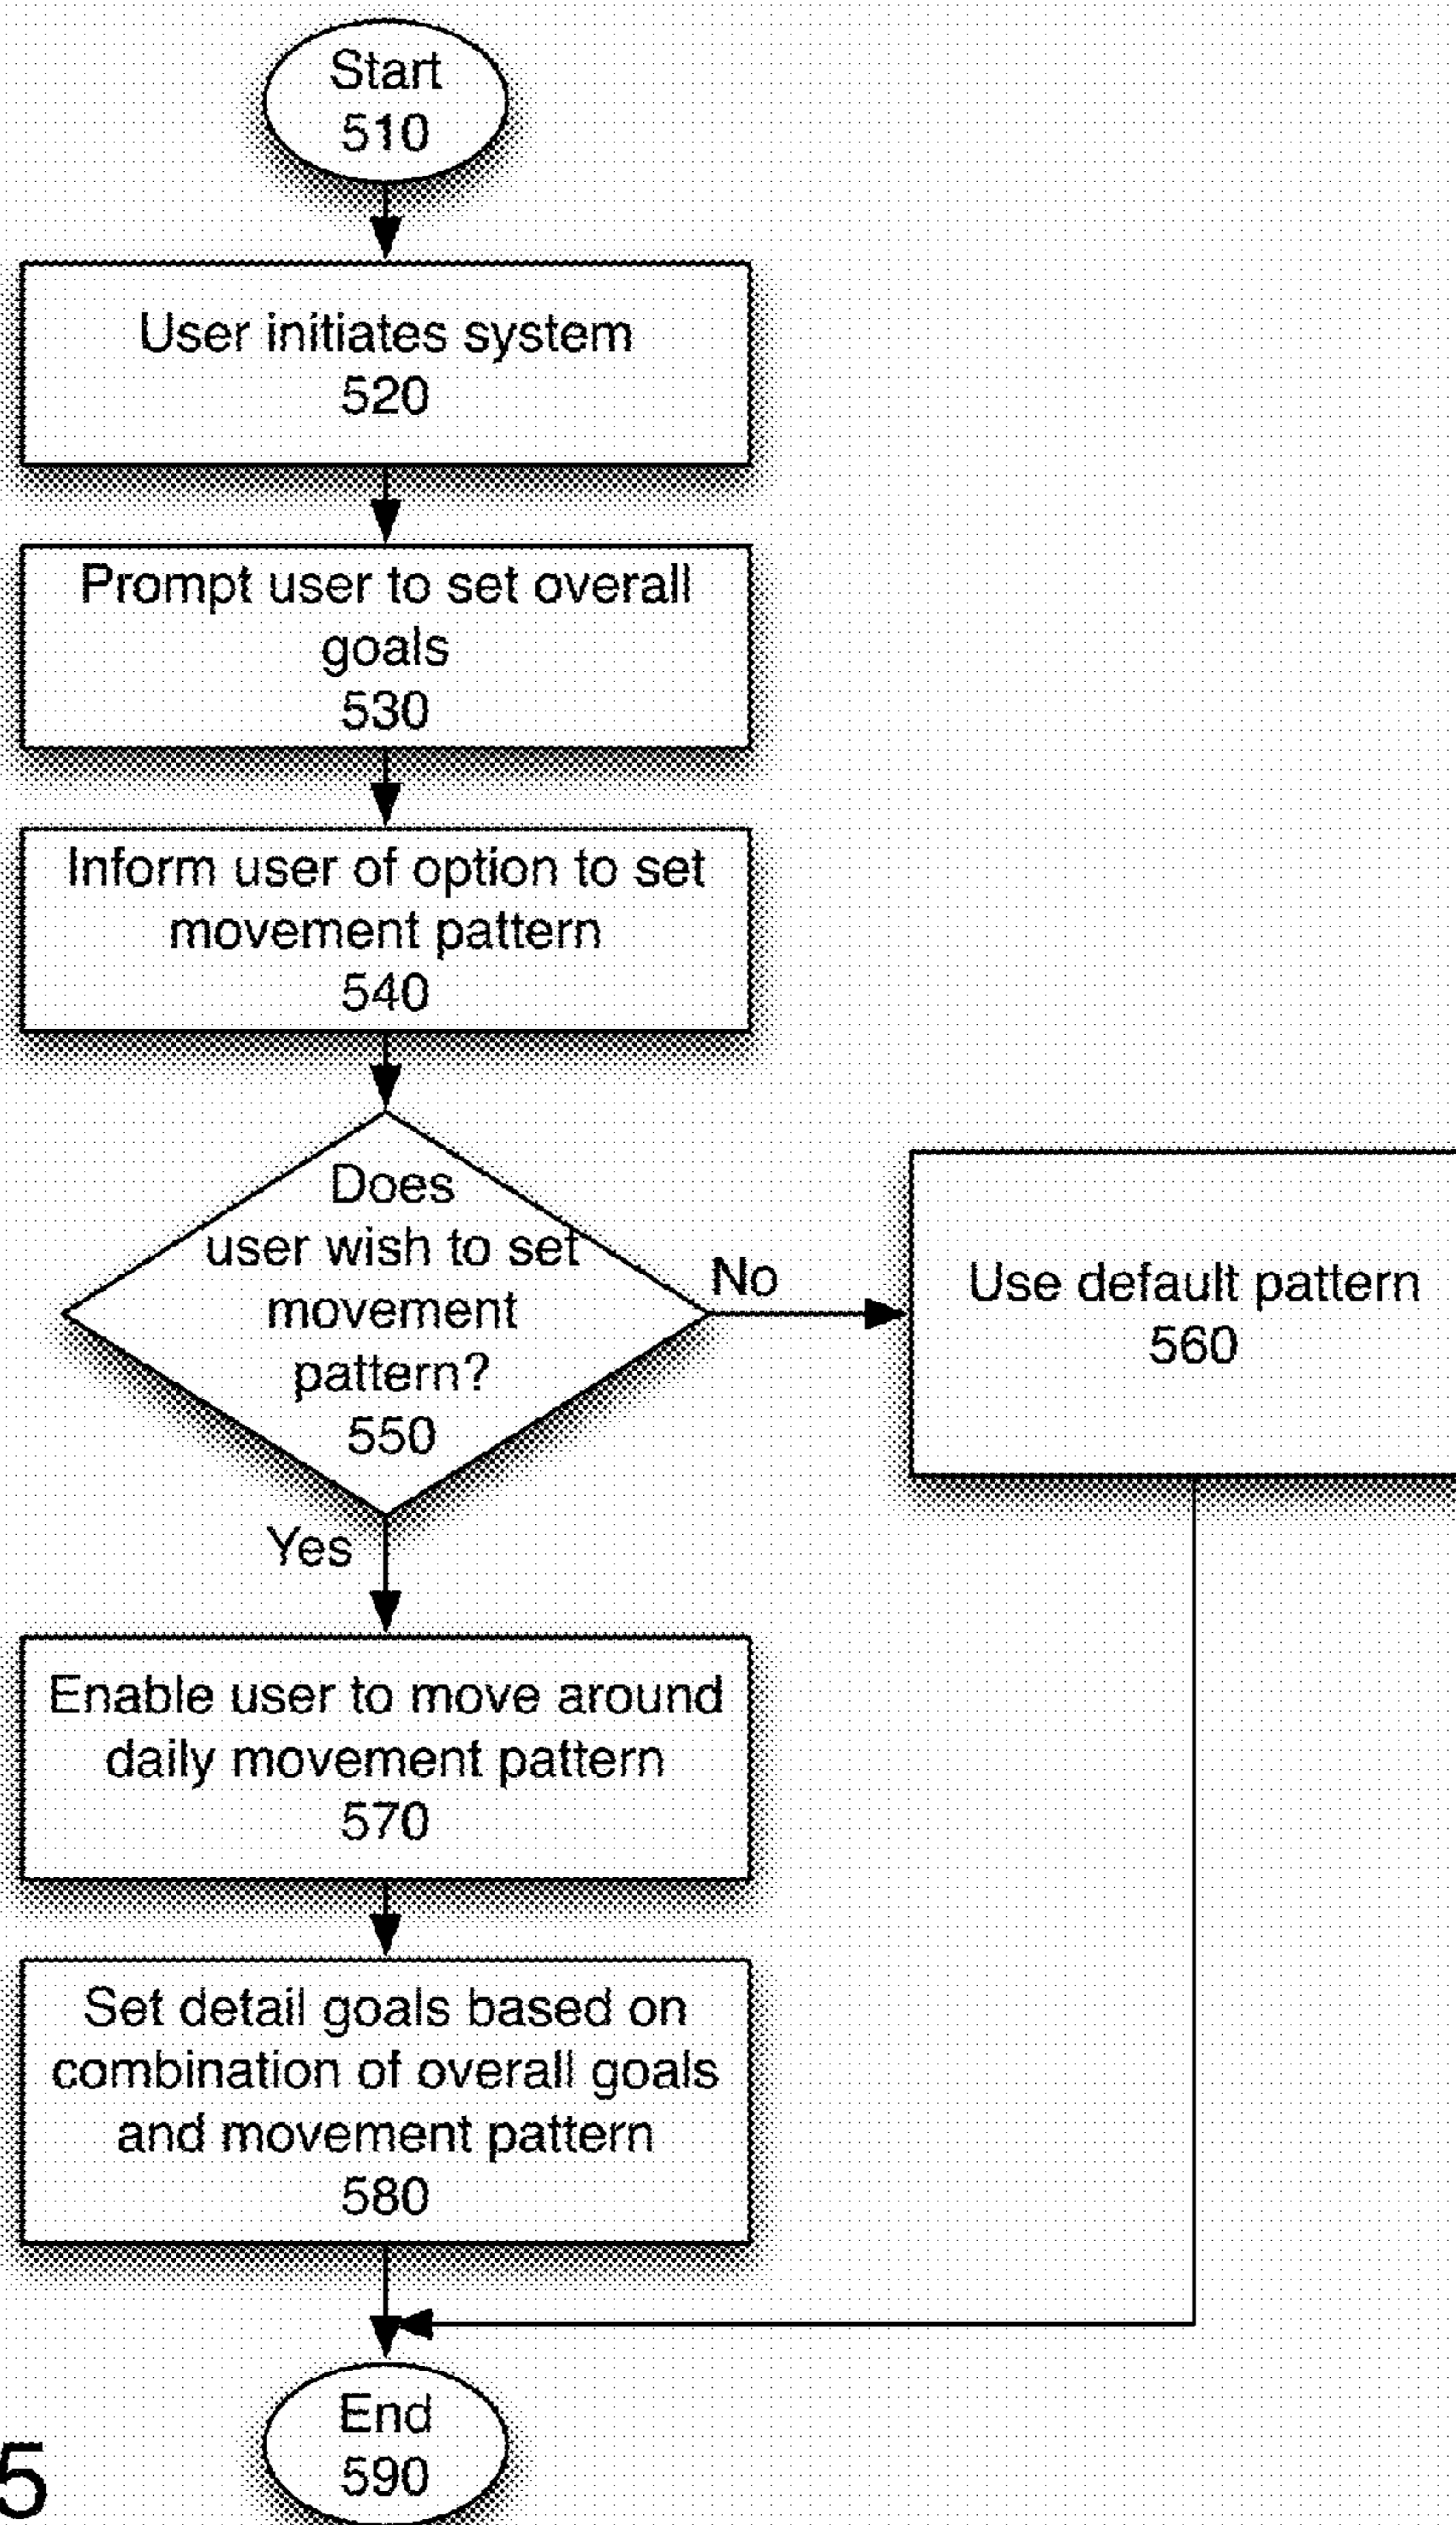 Start
510
User initiates system
520
Prompt user to set overall
goals
530
Inform user of option to set
movement pattern
540
Does
user wish to set
movement
pattern?
550
No
Use default pattern
560
Yes
Enable user to move around
daily movement pattern
570
Set detail goals based on
combination of overall goals
and movement pattern
580
End
590
5